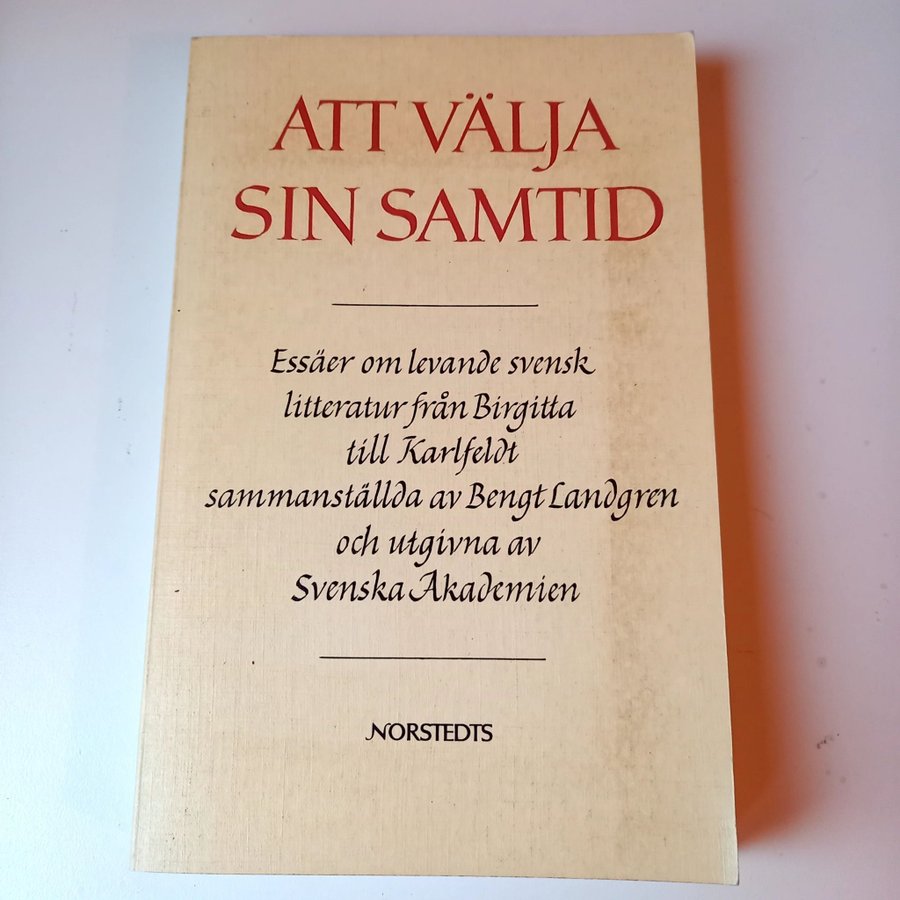 ATT VÄLJA
SIN SAMTID
Essäer om levande svensk
litteratur från Birgitta
till Karlfeldt
sammanställda av Bengt Landgren
och utgivna av
Svenska Akademien
NORSTEDTS